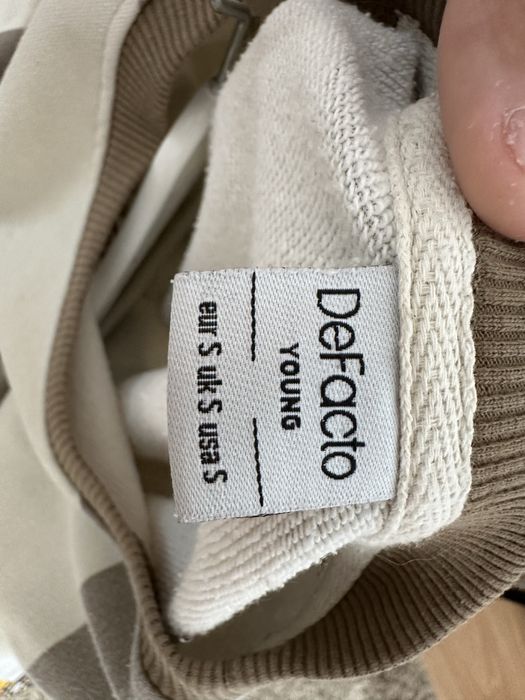 DeFacto
YOUNG
eur S uk S usa S